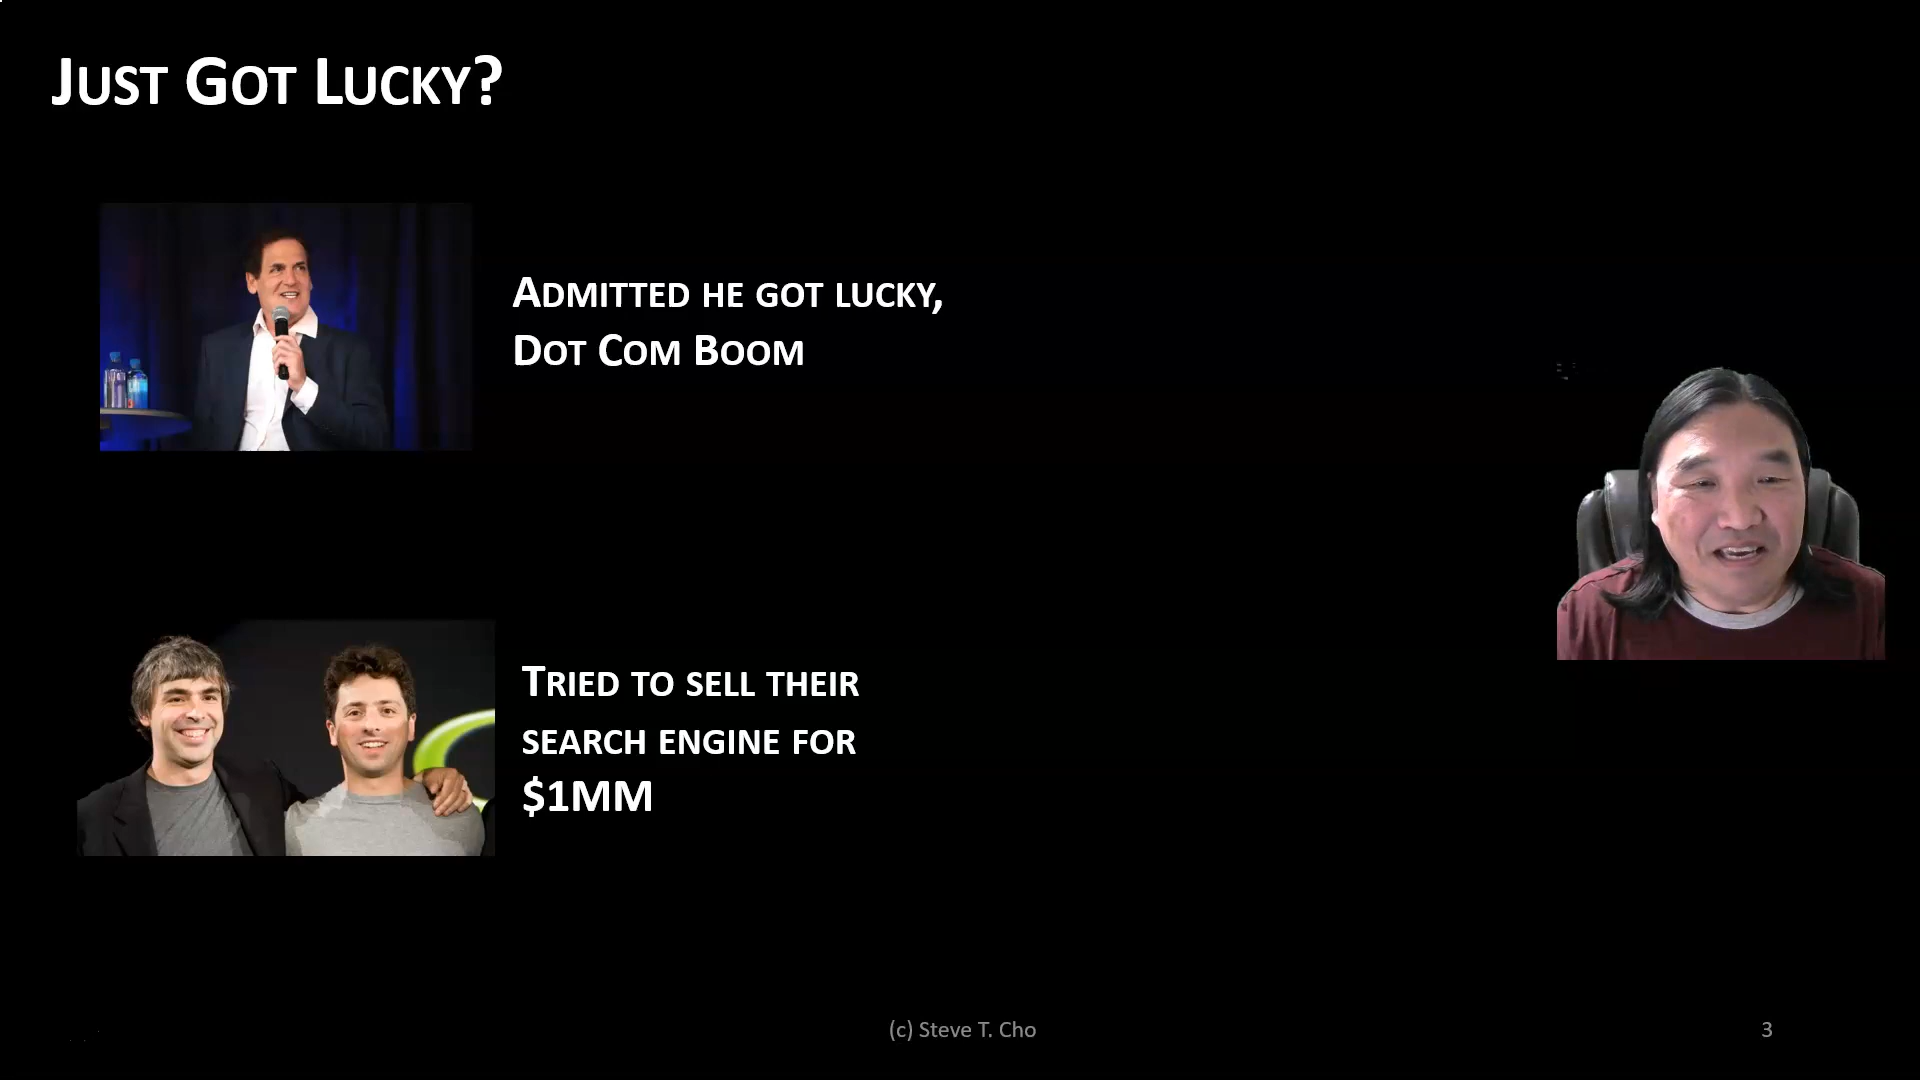 Just Got Lucky?
Admitted he got lucky,
Dot Com Boom
Tried to sell their
search engine for
$1MM
(c) Steve T. Cho
3